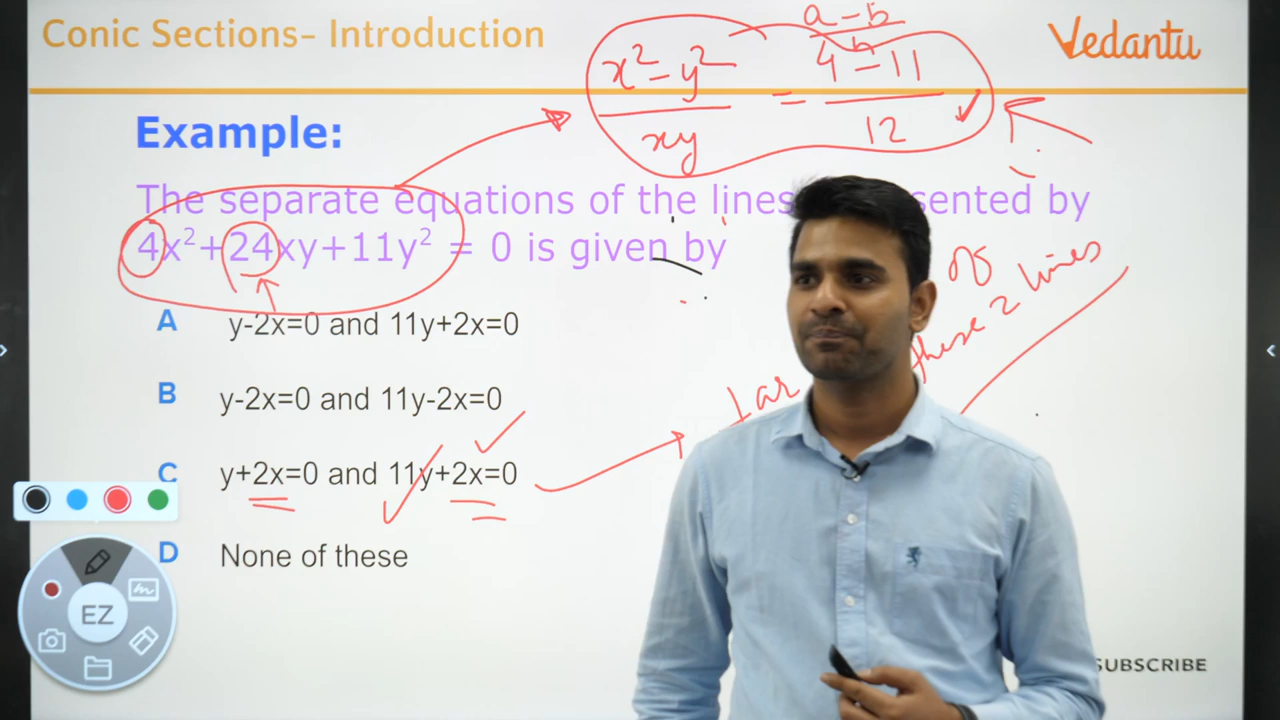 Conic Sections- Introduction
Vedantu
a-b
h
x²-y²
xy
=
4-11
12
Example:
The separate equations of the lines sented by
4x²+24xy+11y² = 0 is given by
of
these 2 lines
A y-2x=0 and 11y+2x=0
B y-2x=0 and 11y-2x=0
C y+2x=0 and 11y+2x=0
D None of these
EZ
SUBSCRIBE